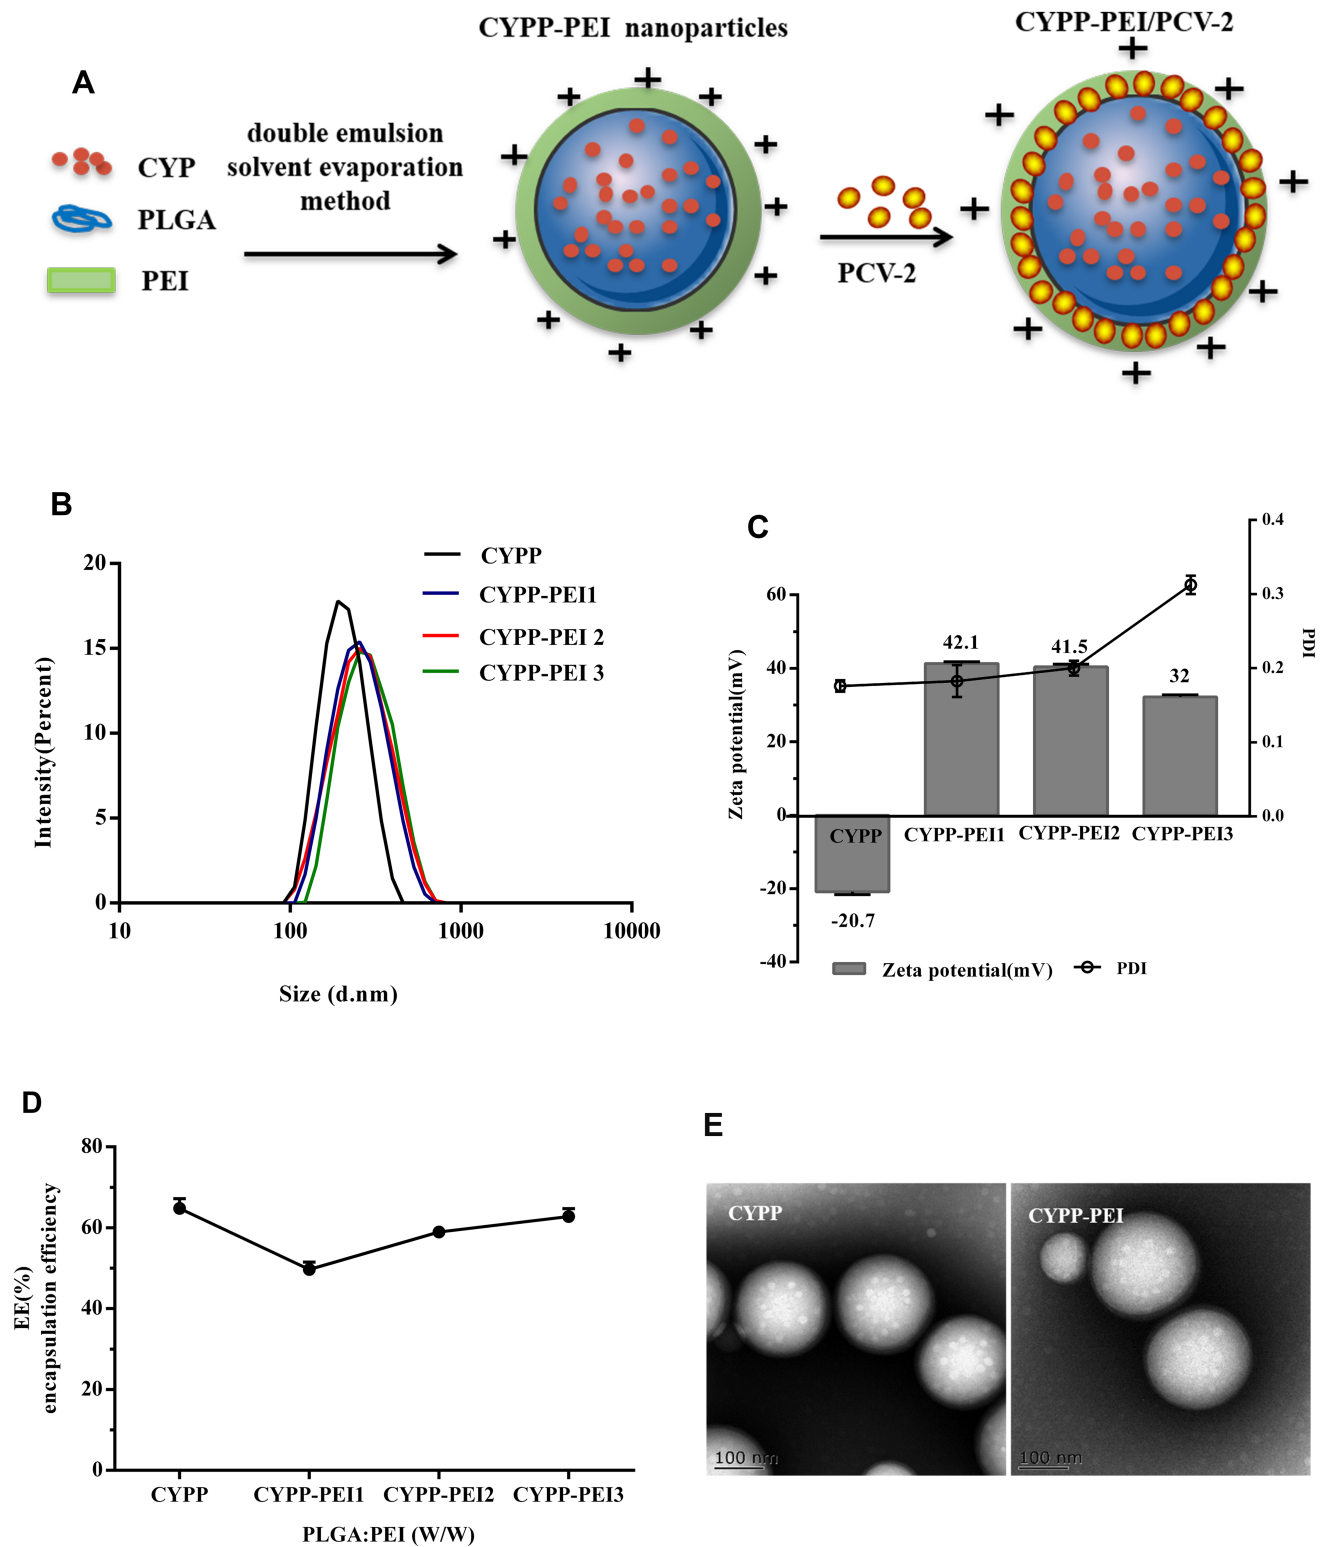 A
CYPP-PEI nanoparticles
CYPP-PEI/PCV-2
CYP
PLGA
PEI
double emulsion
solvent evaporation
method
PCV-2
B
Intensity(Percent)
20
15
10
5
0
10
100
1000
10000
Size (d.nm)
CYPP
CYPP-PEI1
CYPP-PEI 2
CYPP-PEI 3
C
Zeta potential(mV)
60
40
20
0
-20
-40
42.1
41.5
32
-20.7
CYPP
CYPP-PEI1
CYPP-PEI2
CYPP-PEI3
0.4
0.3
0.2
0.1
0.0
PDI
Zeta potential(mV)
PDI
D
EE(%)
encapsulation efficiency
80
60
40
20
0
CYPP
CYPP-PEI1
CYPP-PEI2
CYPP-PEI3
PLGA:PEI (W/W)
E
CYPP
100 nm
CYPP-PEI
100 nm